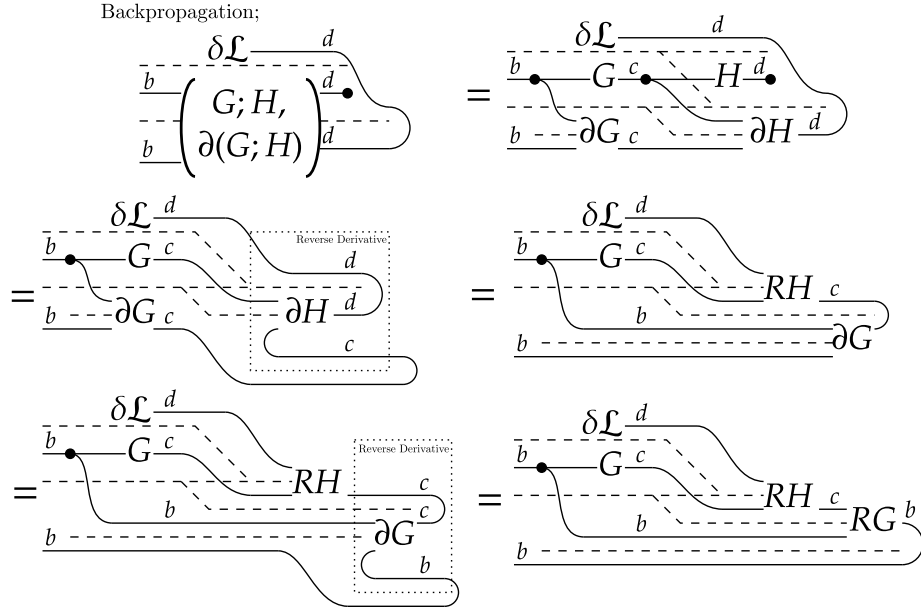 Backpropagation;
δ𝕷 d
b G; H, d
b ∂(G; H) d
= δ𝕷 d
b G c H d
∂G c ∂H d
= δ𝕷 d
b G c Reverse Derivative d
b ∂G c ∂H d
c
= δ𝕷 d
b G c
RH c
b ∂G
b
= δ𝕷 d
b G c
RH Reverse Derivative c
b c
b ∂G
b
= δ𝕷 d
b G c
RH c
b RG b
b